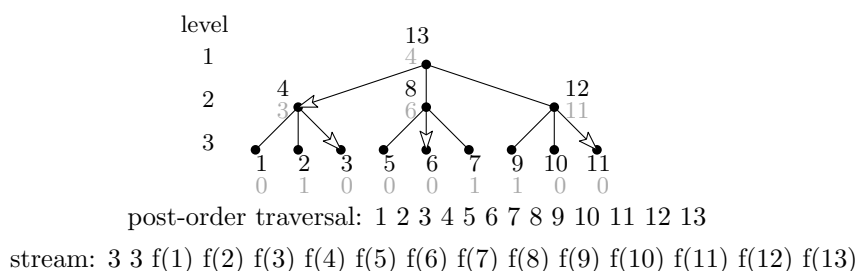 level
1 13
4
4 8 12
2
3 6 11
3
1 2 3 5 6 7 9 10 11
0 1 0 0 0 1 1 0 0
post-order traversal: 1 2 3 4 5 6 7 8 9 10 11 12 13
stream: 3 3 f(1) f(2) f(3) f(4) f(5) f(6) f(7) f(8) f(9) f(10) f(11) f(12) f(13)